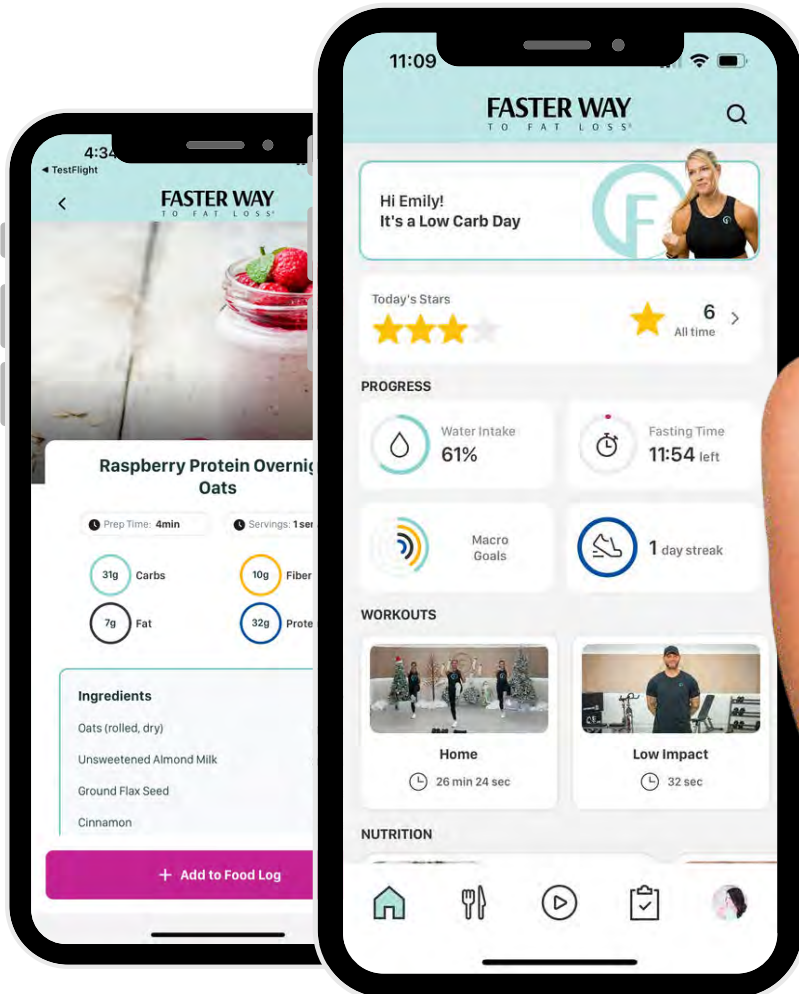 4:34
◀ TestFlight
FASTER WAY
TO FAT LOSS
Raspberry Protein
Oats
Prep Time: 4min
Servings: 1
31g Carbs
10g Fiber
7g Fat
32g
Ingredients
Oats (rolled, dry)
Unsweetened Almond Milk
Ground Flax Seed
Cinnamon
+ Add to Food Log
11:09
FASTER WAY
TO FAT LOSS
Hi Emily!
It's a Low Carb Day
F
Today's Stars
6
All time
PROGRESS
Water Intake
61%
Fasting Time
11:54 left
Macro
Goals
1 day streak
WORKOUTS
Home
26 min 24 sec
Low Impact
32 sec
NUTRITION